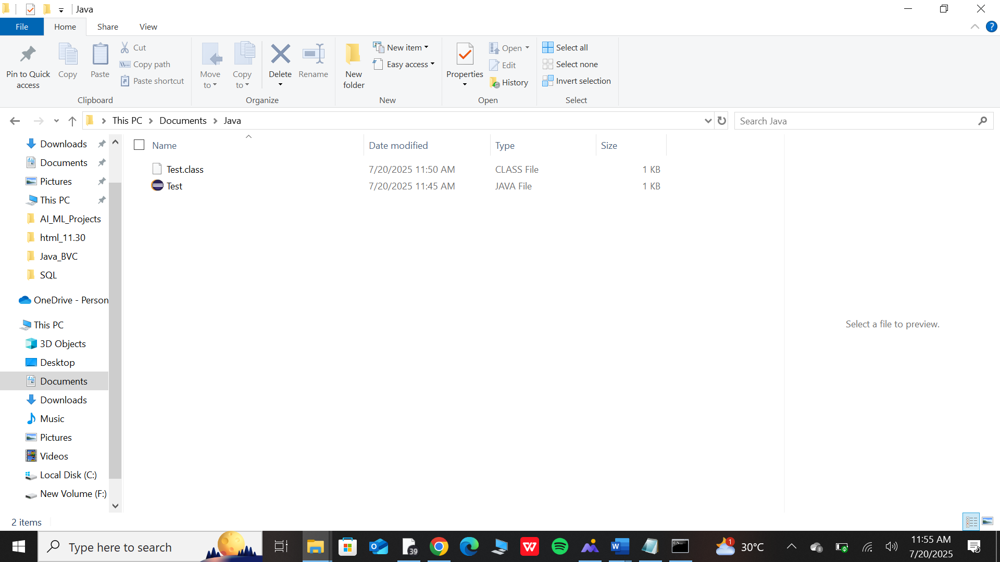 Java
File Home Share View
Pin to Quick access
Copy
Paste
Cut
Copy path
Paste shortcut
Clipboard
Move to
Copy to
Delete
Rename
Organize
New folder
New item
Easy access
New
Properties
Open
Edit
History
Open
Select all
Select none
Invert selection
Select
This PC Documents Java
Search Java
Downloads
Documents
Pictures
This PC
AI_ML_Projects
html_11.30
Java_BVC
SQL
OneDrive - Person
This PC
3D Objects
Desktop
Documents
Downloads
Music
Pictures
Videos
Local Disk (C:)
New Volume (F:)
Name Date modified Type Size
Test.class 7/20/2025 11:50 AM CLASS File 1 KB
Test 7/20/2025 11:45 AM JAVA File 1 KB
Select a file to preview.
2 items
Type here to search
39
1
30°C
11:55 AM
7/20/2025